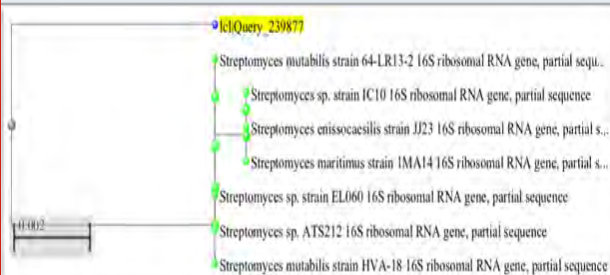 lcl|Query_239877
Streptomyces mutabilis strain 64-LR13-2 16S ribosomal RNA gene, partial sequ...
Streptomyces sp. strain IC10 16S ribosomal RNA gene, partial sequence
Streptomyces enissocaesilis strain JJ23 16S ribosomal RNA gene, partial s...
Streptomyces maritimus strain 1MA14 16S ribosomal RNA gene, partial s...
Streptomyces sp. strain EL060 16S ribosomal RNA gene, partial sequence
0.002
Streptomyces sp. ATS212 16S ribosomal RNA gene, partial sequence
Streptomyces mutabilis strain HVA-18 16S ribosomal RNA gene, partial sequence